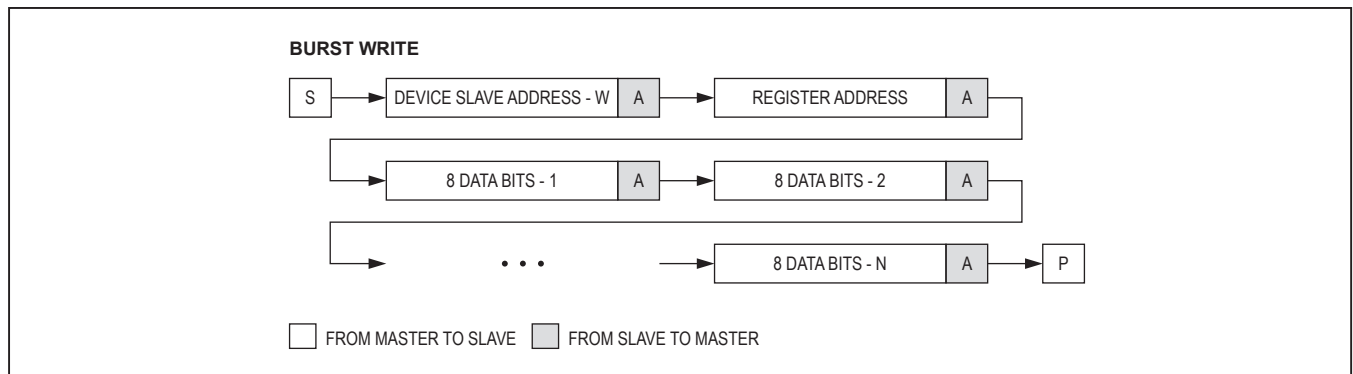 BURST WRITE
S DEVICE SLAVE ADDRESS - W A REGISTER ADDRESS A
8 DATA BITS - 1 A 8 DATA BITS - 2 A
• • • 8 DATA BITS - N A P
FROM MASTER TO SLAVE FROM SLAVE TO MASTER